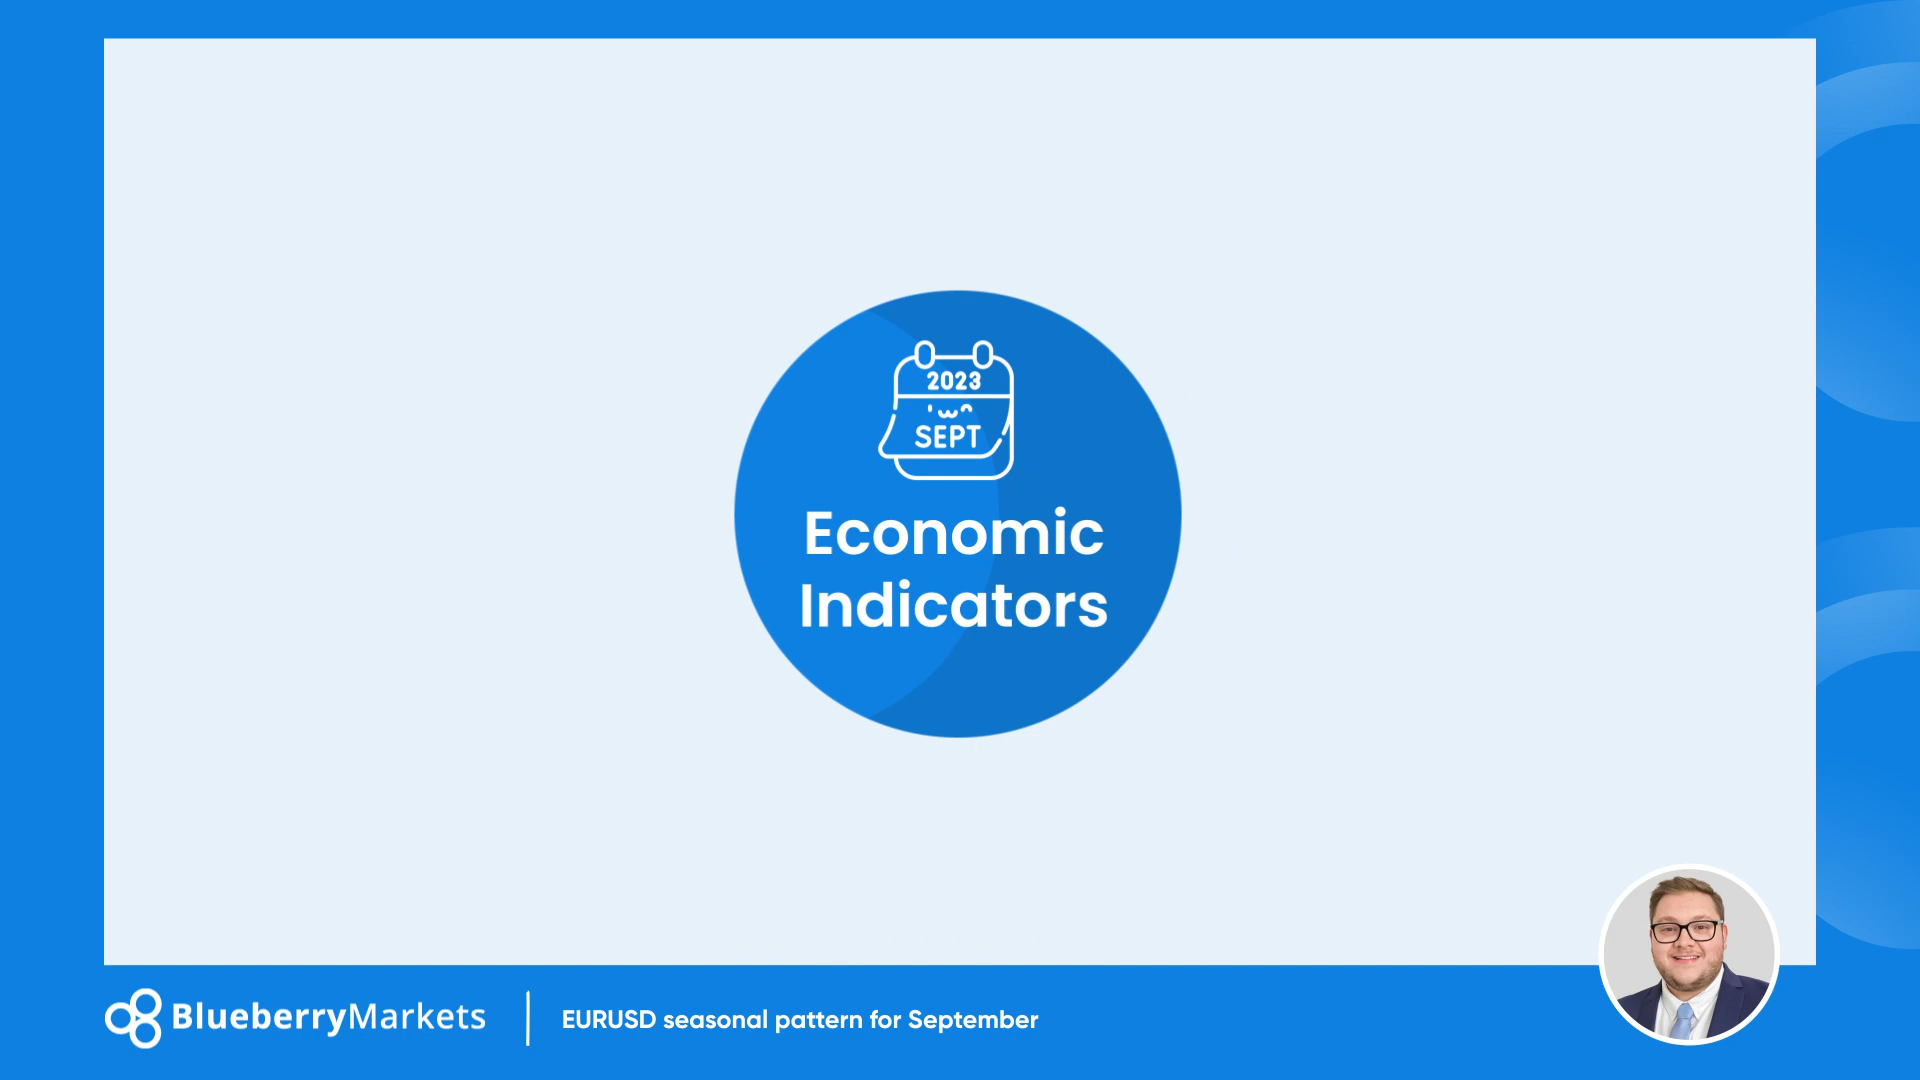 2023
SEPT
Economic
Indicators
BlueberryMarkets
EURUSD seasonal pattern for September